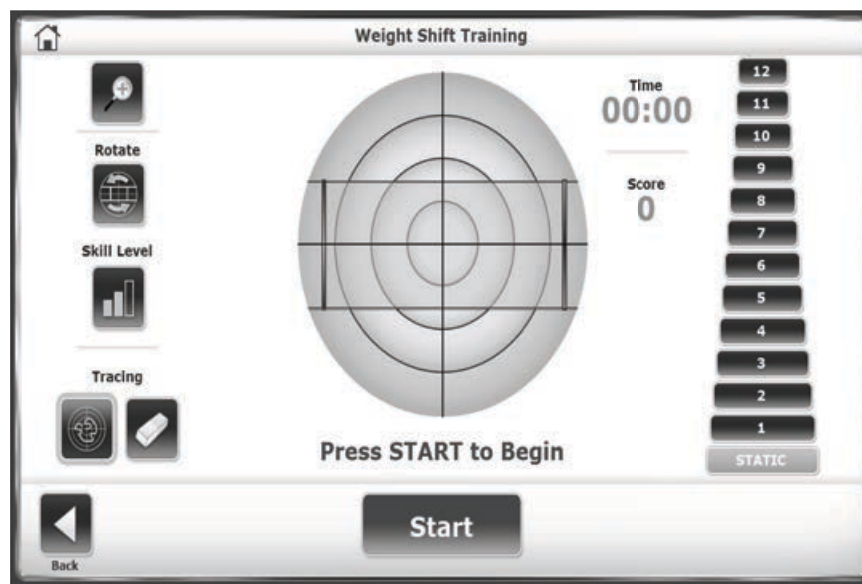 Weight Shift Training
Rotate
Skill Level
Tracing
Time
00:00
Score
0
12
11
10
9
8
7
6
5
4
3
2
1
STATIC
Press START to Begin
Start
Back